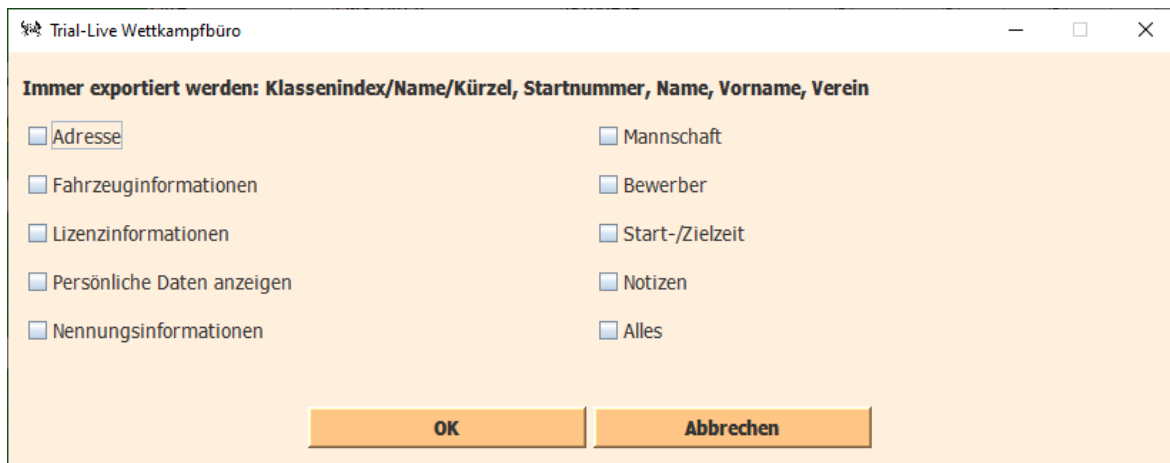 Trial-Live Wettkampfbüro
Immer exportiert werden: Klassenindex/Name/Kürzel, Startnummer, Name, Vorname, Verein
Adresse
Mannschaft
Fahrzeuginformationen
Bewerber
Lizenzinformationen
Start-/Zielzeit
Persönliche Daten anzeigen
Notizen
Nennungsinformationen
Alles
OK
Abbrechen